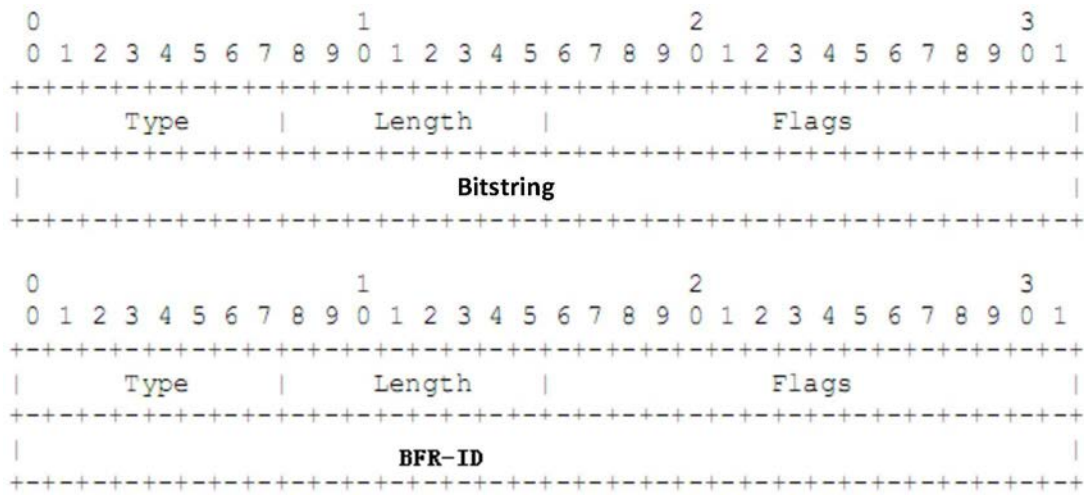 0                   1                   2                   3
0 1 2 3 4 5 6 7 8 9 0 1 2 3 4 5 6 7 8 9 0 1 2 3 4 5 6 7 8 9 0 1
+-+-+-+-+-+-+-+-+-+-+-+-+-+-+-+-+-+-+-+-+-+-+-+-+-+-+-+-+-+-+-+-+
|      Type     |     Length    |             Flags             |
+-+-+-+-+-+-+-+-+-+-+-+-+-+-+-+-+-+-+-+-+-+-+-+-+-+-+-+-+-+-+-+-+
|                          Bitstring                            |
+-+-+-+-+-+-+-+-+-+-+-+-+-+-+-+-+-+-+-+-+-+-+-+-+-+-+-+-+-+-+-+-+
0                   1                   2                   3
0 1 2 3 4 5 6 7 8 9 0 1 2 3 4 5 6 7 8 9 0 1 2 3 4 5 6 7 8 9 0 1
+-+-+-+-+-+-+-+-+-+-+-+-+-+-+-+-+-+-+-+-+-+-+-+-+-+-+-+-+-+-+-+-+
|      Type     |     Length    |             Flags             |
+-+-+-+-+-+-+-+-+-+-+-+-+-+-+-+-+-+-+-+-+-+-+-+-+-+-+-+-+-+-+-+-+
|                       BFR-ID                                  |
+-+-+-+-+-+-+-+-+-+-+-+-+-+-+-+-+-+-+-+-+-+-+-+-+-+-+-+-+-+-+-+-+